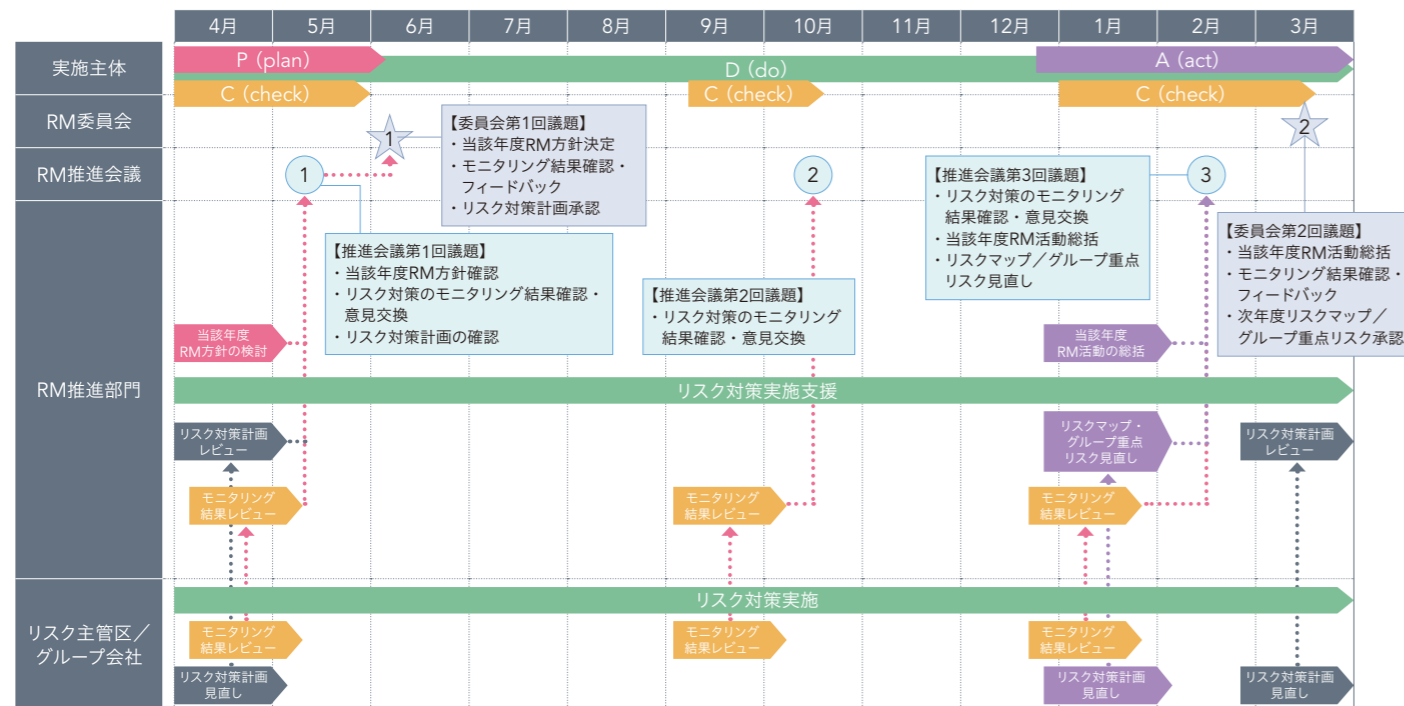 4月
5月
6月
7月
8月
9月
10月
11月
12月
1月
2月
3月
実施主体
P (plan)
D (do)
A (act)
C (check)
C (check)
C (check)
RM委員会
1
【委員会第1回議題】
・当該年度RM方針決定
・モニタリング結果確認・
フィードバック
・リスク対策計画承認
2
RM推進会議
1
2
3
【推進会議第1回議題】
・当該年度RM方針確認
・リスク対策のモニタリング結果確認・
意見交換
・リスク対策計画の確認
【推進会議第2回議題】
・リスク対策のモニタリング
結果確認・意見交換
【推進会議第3回議題】
・リスク対策のモニタリング
結果確認・意見交換
・当該年度RM活動総括
・リスクマップ／グループ重点
リスク見直し
【委員会第2回議題】
・当該年度RM活動総括
・モニタリング結果確認・
フィードバック
・次年度リスクマップ／
グループ重点リスク承認
RM推進部門
当該年度
RM方針の検討
当該年度
RM活動の総括
リスク対策実施支援
リスク対策計画
レビュー
リスクマップ・
グループ重点
リスク見直し
リスク対策計画
レビュー
モニタリング
結果レビュー
モニタリング
結果レビュー
モニタリング
結果レビュー
リスク主管区／
グループ会社
リスク対策実施
モニタリング
結果レビュー
モニタリング
結果レビュー
モニタリング
結果レビュー
リスク対策計画
見直し
リスク対策計画
見直し
リスク対策計画
見直し